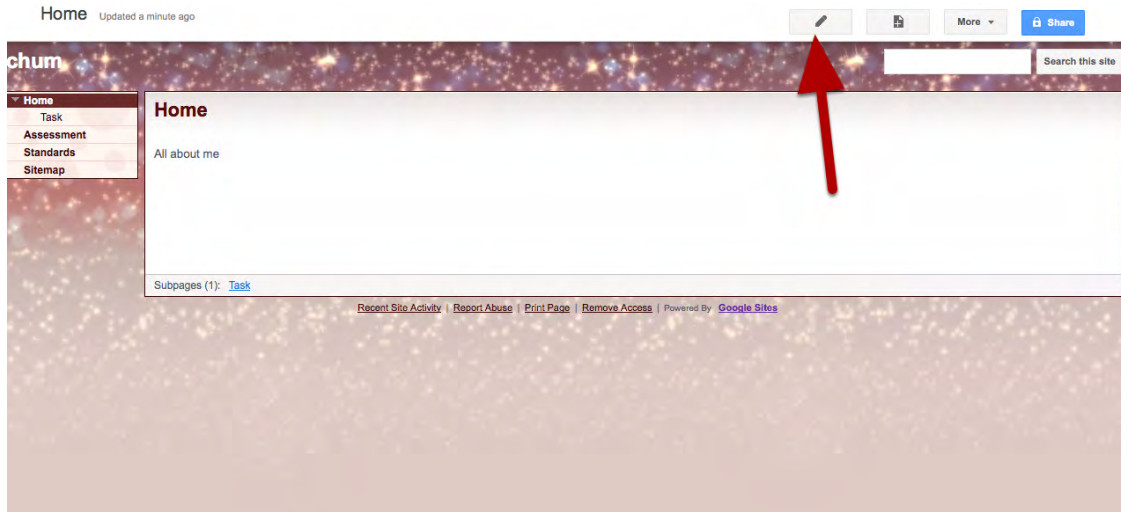 Home Updated a minute ago
More Share
chum
Search this site
Home
Task
Assessment
Standards
Sitemap
Home
All about me
Subpages (1): Task
Recent Site Activity | Report Abuse | Print Page | Remove Access | Powered By Google Sites